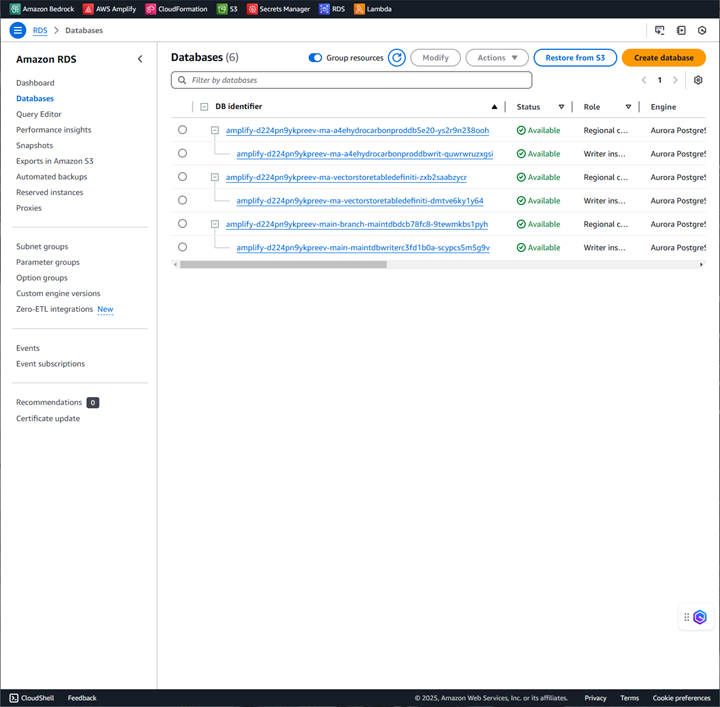 Amazon Bedrock AWS Amplify CloudFormation S3 Secrets Manager RDS Lambda
RDS > Databases
Amazon RDS
Dashboard
Databases
Query Editor
Performance insights
Snapshots
Exports in Amazon S3
Automated backups
Reserved instances
Proxies
Subnet groups
Parameter groups
Option groups
Custom engine versions
Zero-ETL integrations New
Events
Event subscriptions
Recommendations 0
Certificate update
Databases (6) Group resources Modify Actions Restore from S3 Create database
Filter by databases 1
DB identifier Status Role Engine
amplify-d224pn9ykpreev-ma-a4ehydrocarbonproddb5e20-ys2r9n238ooh Available Regional c... Aurora PostgreS
amplify-d224pn9ykpreev-ma-a4ehydrocarbonproddbwrit-quwrwruzxgsi Available Writer ins... Aurora PostgreS
amplify-d224pn9ykpreev-ma-vectorstoretabledefiniti-zxb2saabzycr Available Regional c... Aurora PostgreS
amplify-d224pn9ykpreev-ma-vectorstoretabledefiniti-dmtve6ky1y64 Available Writer ins... Aurora PostgreS
amplify-d224pn9ykpreev-main-branch-maintdbdcb78fc8-9tewmkbs1pyh Available Regional c... Aurora PostgreS
amplify-d224pn9ykpreev-main-maintdbwriterc3fd1b0a-scypcs5m5g9v Available Writer ins... Aurora PostgreS
CloudShell Feedback © 2025, Amazon Web Services, Inc. or its affiliates. Privacy Terms Cookie preferences